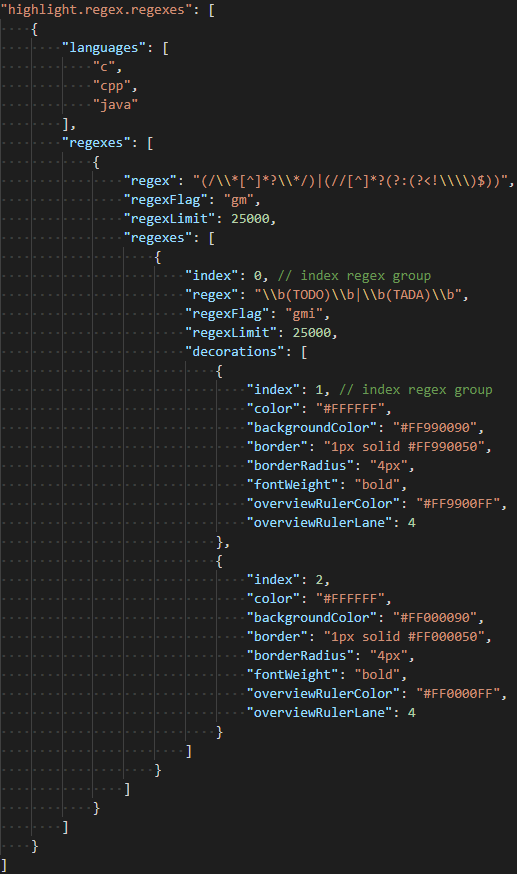 "highlight.regex.regexes": [
    {
        "languages": [
            "c",
            "cpp",
            "java"
        ],
        "regexes": [
            {
                "regex": "(/\\*[^]*?\\*/)|(//[^]*?(?:(?<!\\\\)$))",
                "regexFlag": "gm",
                "regexLimit": 25000,
                "regexes": [
                    {
                        "index": 0, // index regex group
                        "regex": "\\b(TODO)\\b|\\b(TADA)\\b",
                        "regexFlag": "gmi",
                        "regexLimit": 25000,
                        "decorations": [
                            {
                                "index": 1, // index regex group
                                "color": "#FFFFFF",
                                "backgroundColor": "#FF990090",
                                "border": "1px solid #FF990050",
                                "borderRadius": "4px",
                                "fontWeight": "bold",
                                "overviewRulerColor": "#FF9900FF",
                                "overviewRulerLane": 4
                            },
                            {
                                "index": 2,
                                "color": "#FFFFFF",
                                "backgroundColor": "#FF000090",
                                "border": "1px solid #FF000050",
                                "borderRadius": "4px",
                                "fontWeight": "bold",
                                "overviewRulerColor": "#FF0000FF",
                                "overviewRulerLane": 4
                            }
                        ]
                    }
                ]
            }
        ]
    }
]